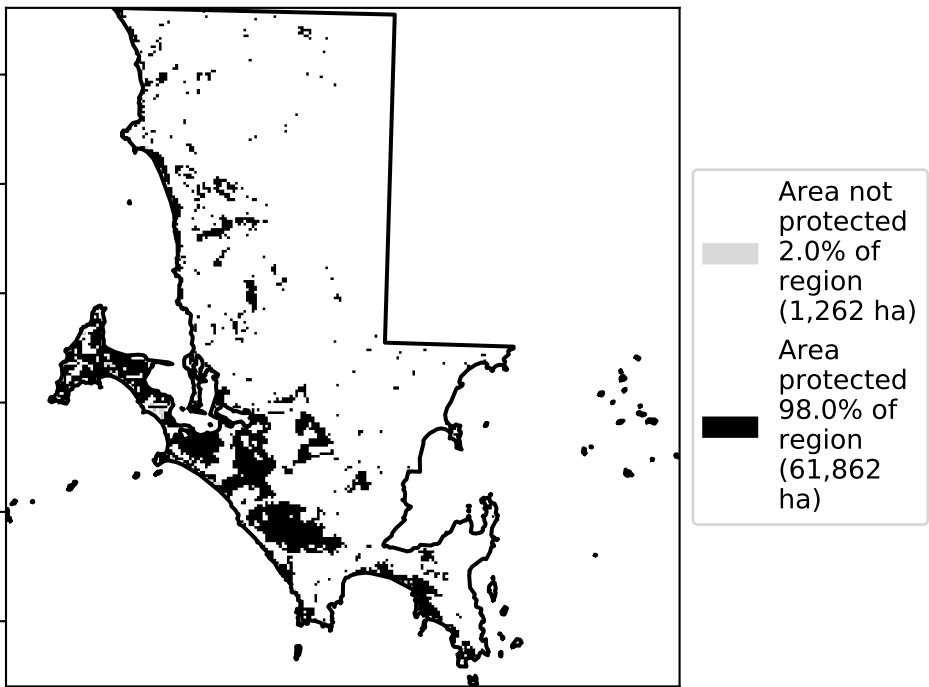 Area not
protected
2.0% of
region
(1,262 ha)
Area
protected
98.0% of
region
(61,862
ha)